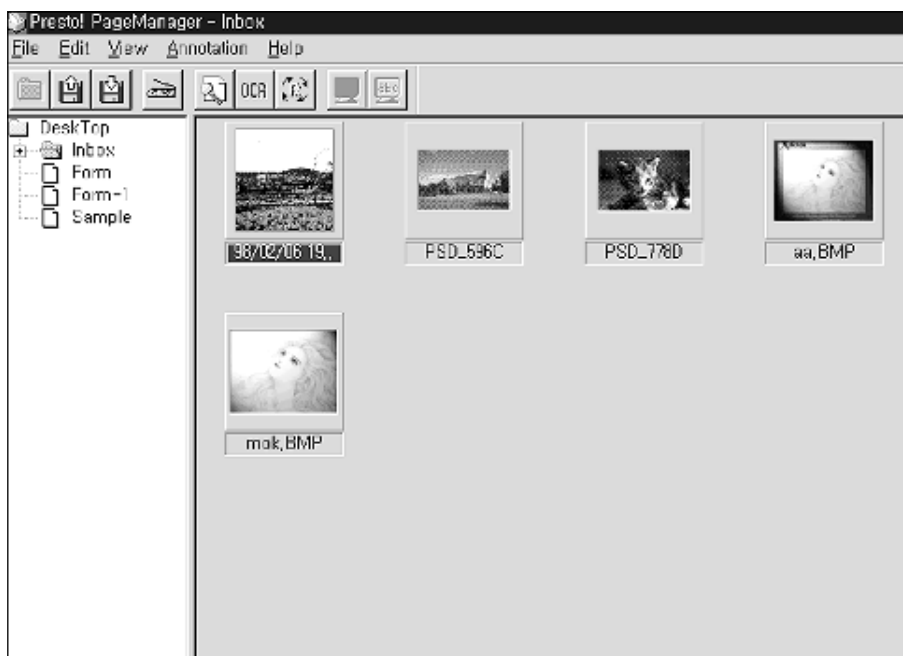 Presto! PageManager - Inbox
File Edit View Annotation Help
OCR
DeskTop
Inbox
Form
Form-1
Sample
98/02/06 19,,
PSD_596C
PSD_778D
aa,BMP
mok,BMP